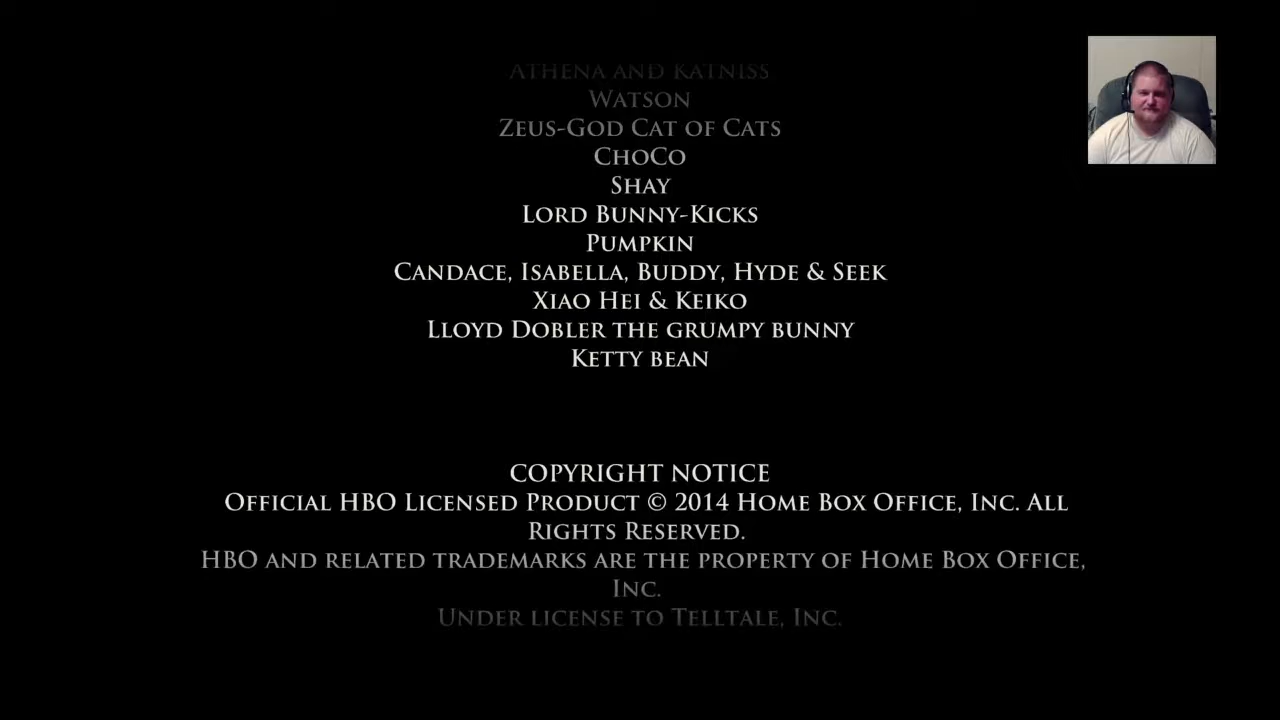 Athena and Katniss
Watson
Zeus-God Cat of Cats
ChoCo
Shay
Lord Bunny-Kicks
Pumpkin
Candace, Isabella, Buddy, Hyde & Seek
Xiao Hei & Keiko
Lloyd Dobler the grumpy bunny
Ketty bean
COPYRIGHT NOTICE
Official HBO Licensed Product © 2014 Home Box Office, Inc. All
Rights Reserved.
HBO and related trademarks are the property of Home Box Office,
Inc.
Under license to Telltale, Inc.